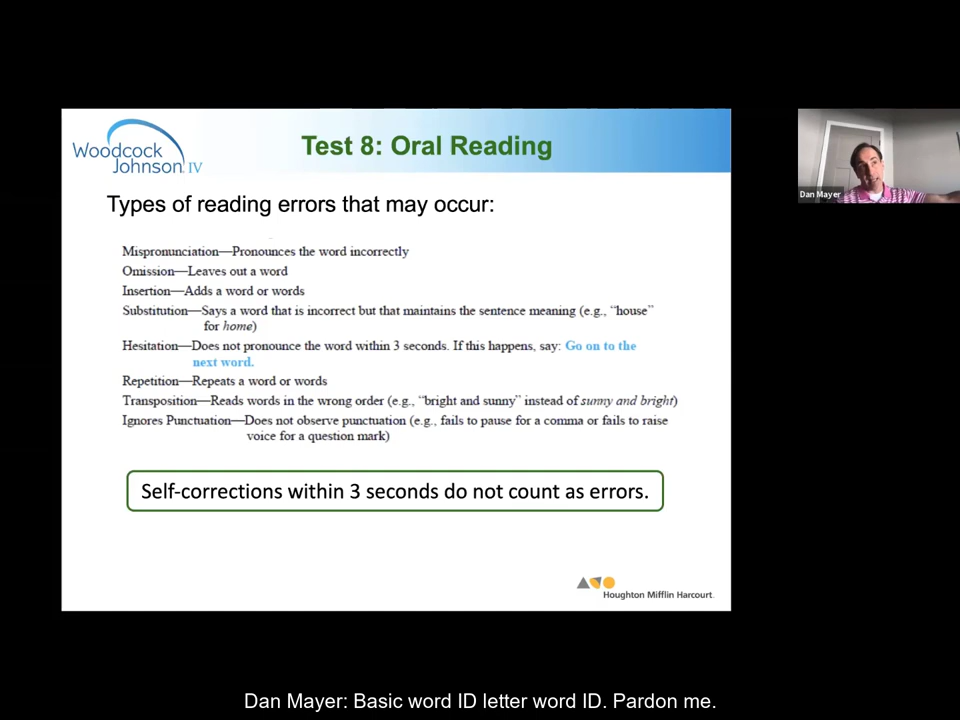 Woodcock
Johnson IV
Test 8: Oral Reading
Types of reading errors that may occur:
Mispronunciation—Pronounces the word incorrectly
Omission—Leaves out a word
Insertion—Adds a word or words
Substitution—Says a word that is incorrect but that maintains the sentence meaning (e.g., “house”
for home)
Hesitation—Does not pronounce the word within 3 seconds. If this happens, say: Go on to the
next word.
Repetition—Repeats a word or words
Transposition—Reads words in the wrong order (e.g., “bright and sunny” instead of sunny and bright)
Ignores Punctuation—Does not observe punctuation (e.g., fails to pause for a comma or fails to raise
voice for a question mark)
Self-corrections within 3 seconds do not count as errors.
Houghton Mifflin Harcourt.
Dan Mayer
Dan Mayer: Basic word ID letter word ID. Pardon me.